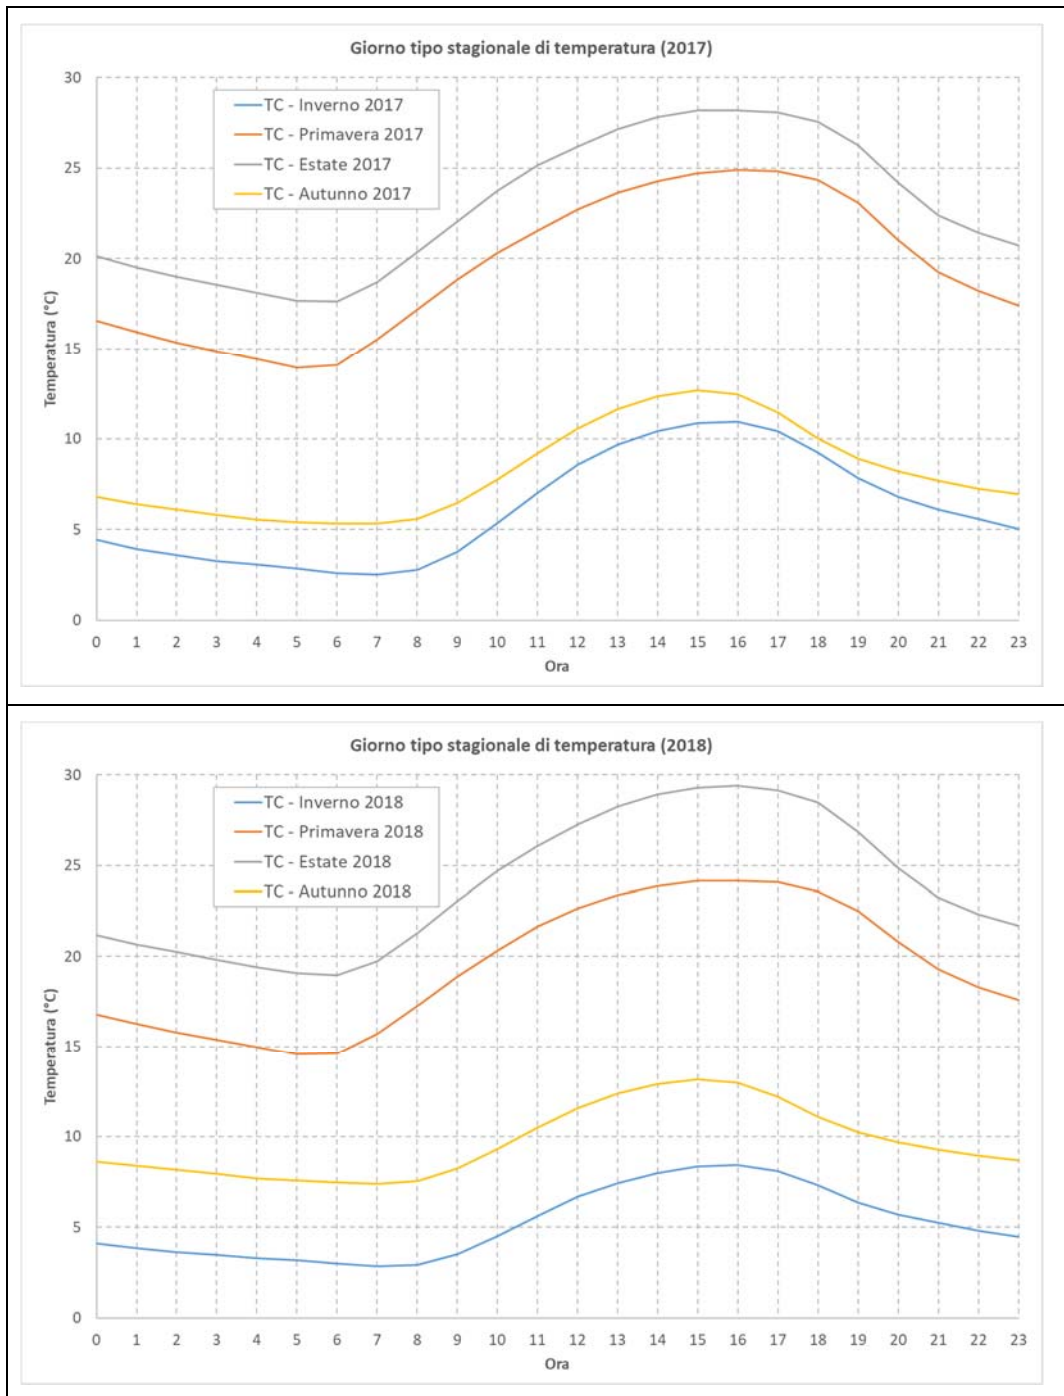 Giorno tipo stagionale di temperatura (2017)
30
25
20
15
10
5
0
Temperatura (°C)
TC - Inverno 2017
TC - Primavera 2017
TC - Estate 2017
TC - Autunno 2017
0 1 2 3 4 5 6 7 8 9 10 11 12 13 14 15 16 17 18 19 20 21 22 23
Ora
Giorno tipo stagionale di temperatura (2018)
30
25
20
15
10
5
0
Temperatura (°C)
TC - Inverno 2018
TC - Primavera 2018
TC - Estate 2018
TC - Autunno 2018
0 1 2 3 4 5 6 7 8 9 10 11 12 13 14 15 16 17 18 19 20 21 22 23
Ora